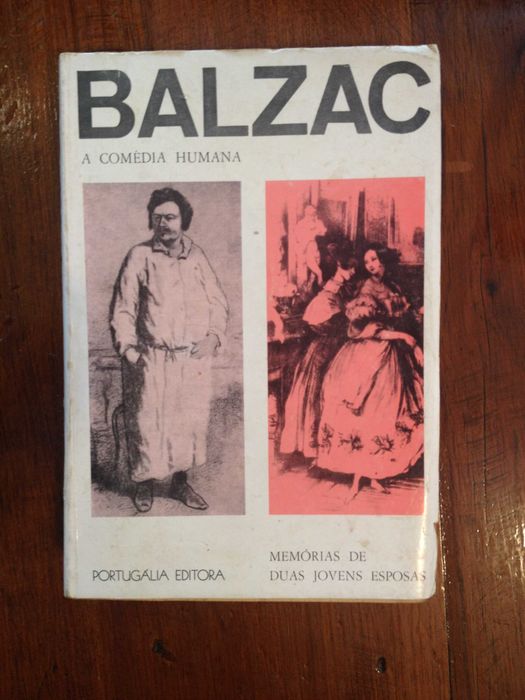 BALZAC
A COMÉDIA HUMANA
PORTUGÁLIA EDITORA
MEMÓRIAS DE
DUAS JOVENS ESPOSAS